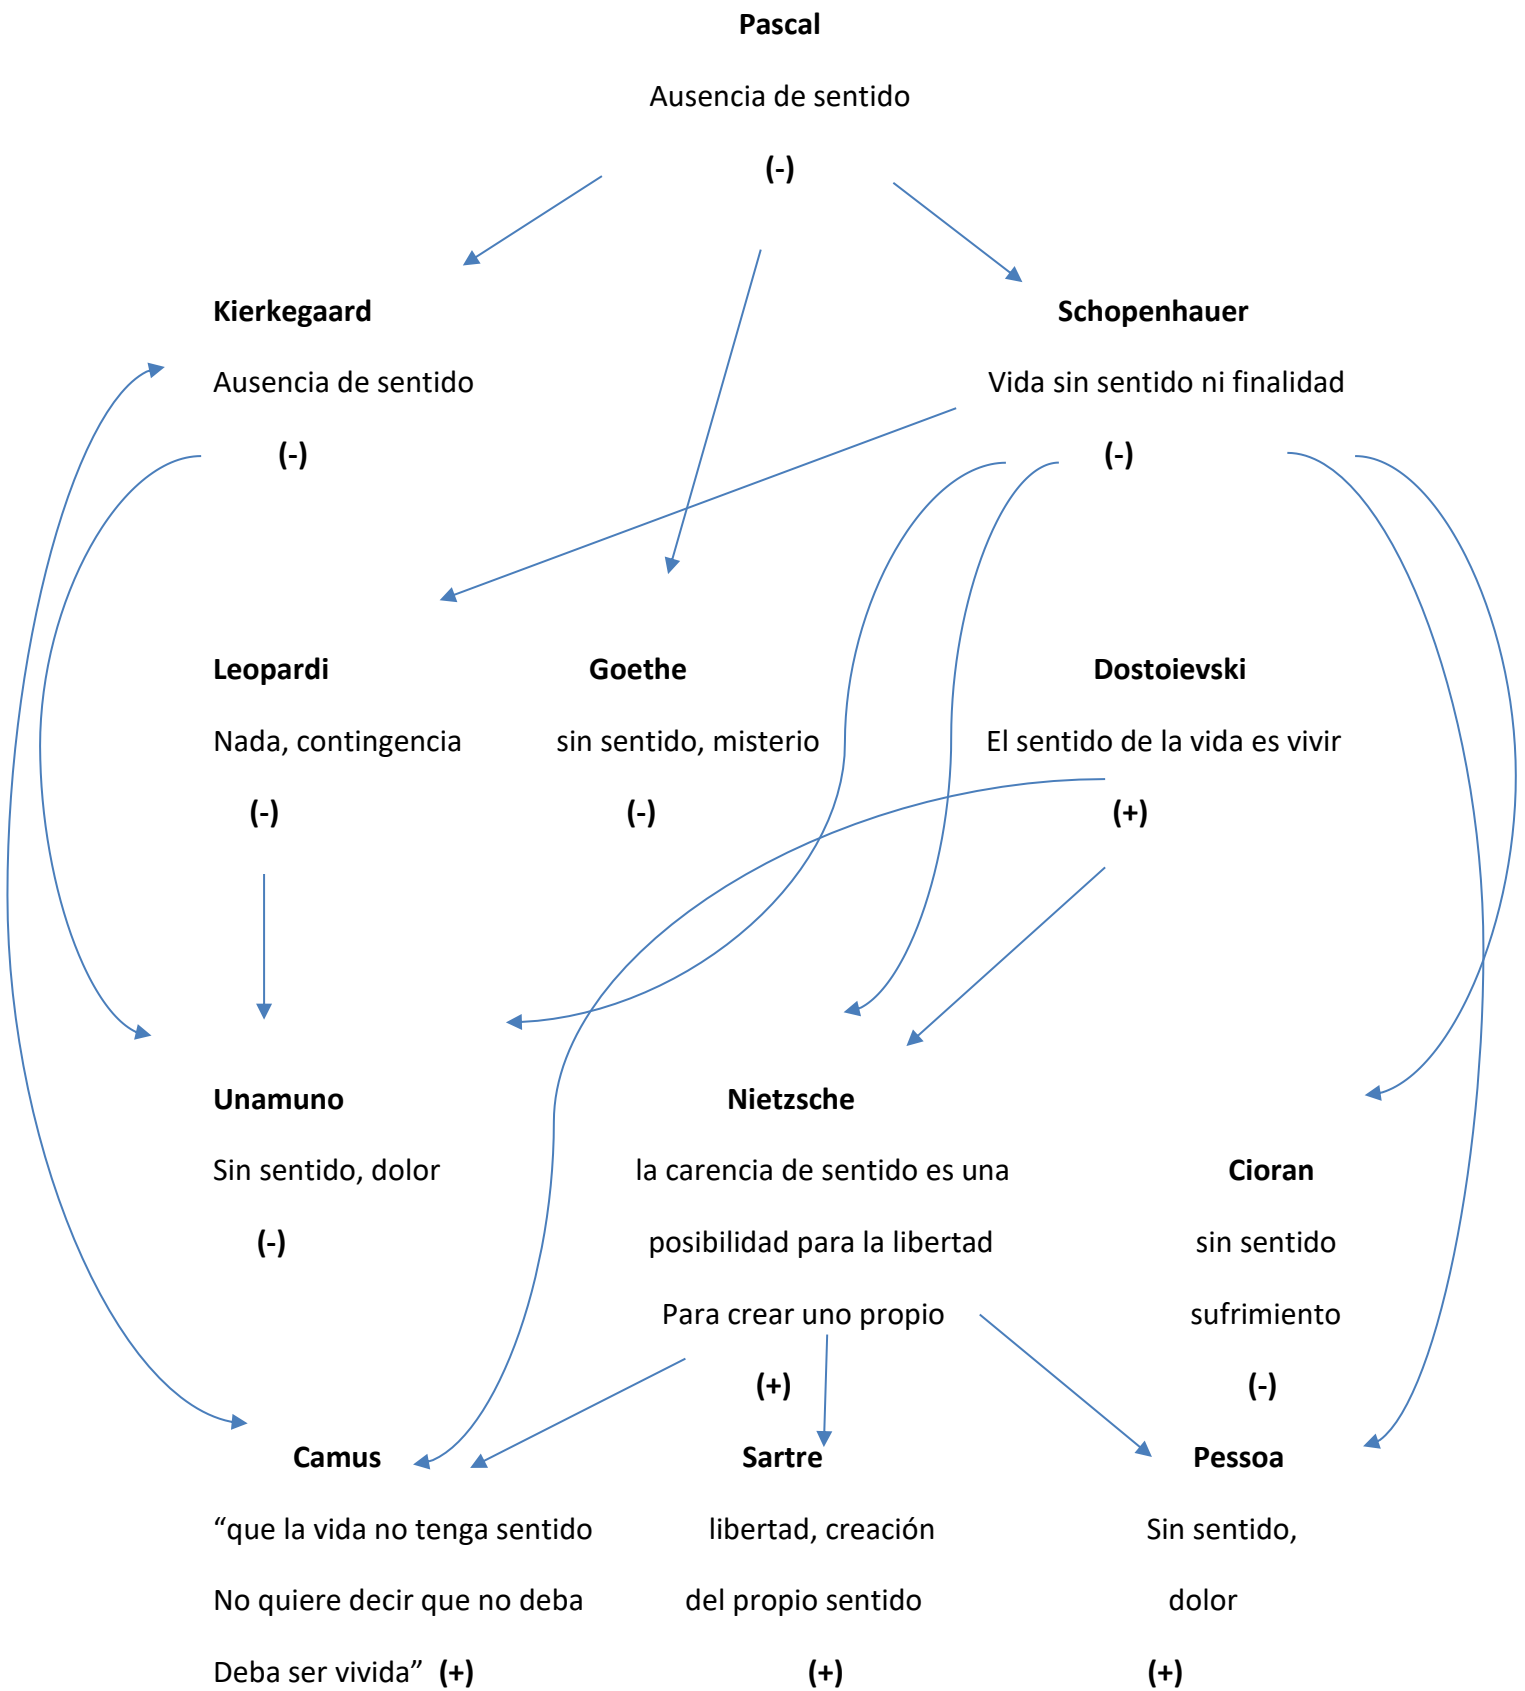 Pascal
Ausencia de sentido
(-)
Kierkegaard Schopenhauer
Ausencia de sentido Vida sin sentido ni finalidad
(-) (-)
Leopardi Goethe Dostoievski
Nada, contingencia sin sentido, misterio El sentido de la vida es vivir
(-) (-) (+)
Unamuno Nietzsche
Sin sentido, dolor la carencia de sentido es una Cioran
(-) posibilidad para la libertad sin sentido
Para crear uno propio sufrimiento
(+) (-)
Camus Sartre Pessoa
“que la vida no tenga sentido libertad, creación Sin sentido,
No quiere decir que no deba del propio sentido dolor
Deba ser vivida” (+) (+) (+)